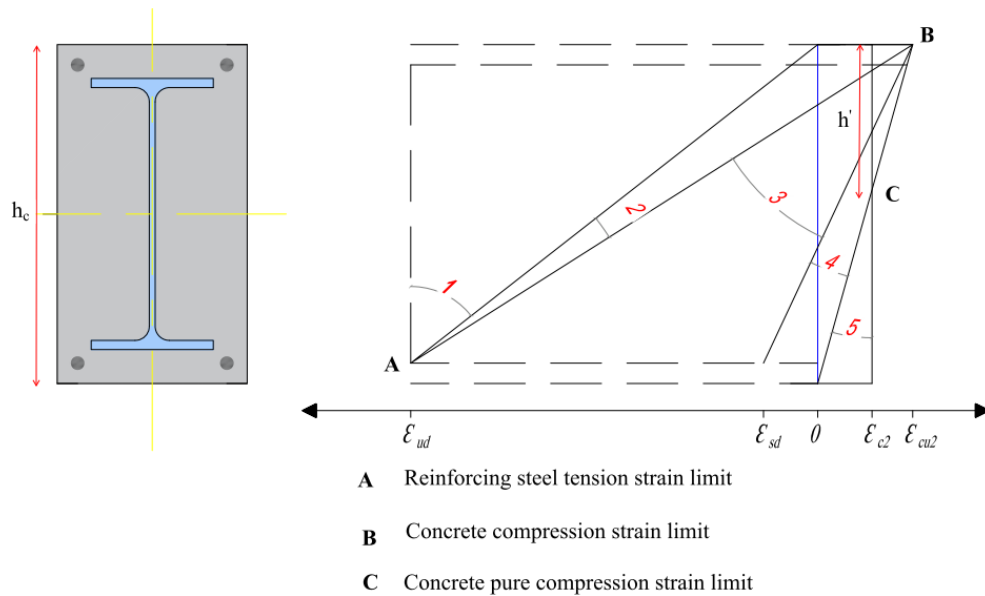 B
h'
h_c
C
3
2
4
1
5
A
ε_ud ε_sd 0 ε_c2 ε_cu2
A Reinforcing steel tension strain limit
B Concrete compression strain limit
C Concrete pure compression strain limit